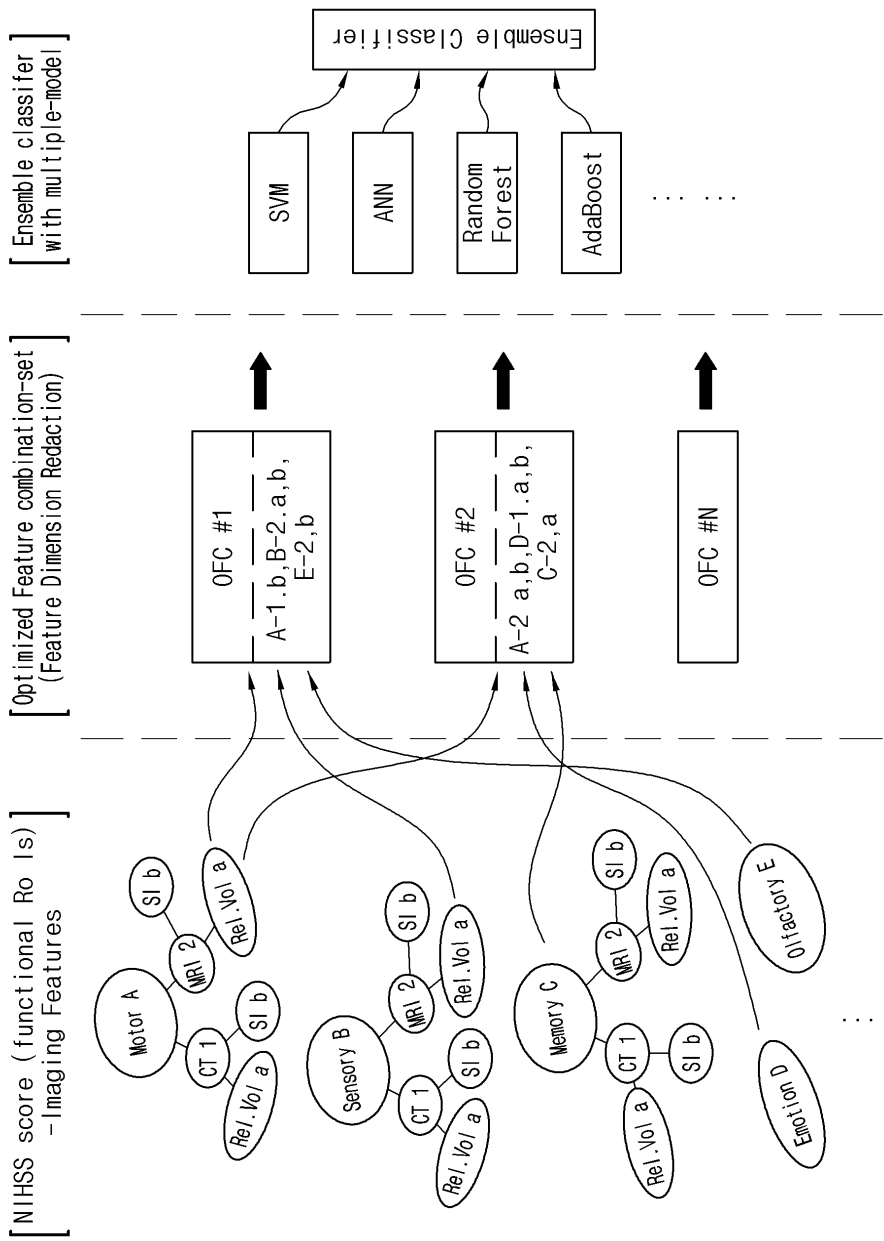 [NIHSS score (functional Ro Is)
-Imaging Features]
Motor A
CT 1
Rel.Vol a
SI b
MRI 2
SI b
Rel.Vol a
Sensory B
CT 1
Rel.Vol a
SI b
MRI 2
SI b
Rel.Vol a
Memory C
CT 1
Rel.Vol a
SI b
MRI 2
SI b
Rel.Vol a
Emotion D
Olfactory E
...
[Optimized Feature combination-set
(Feature Dimension Redaction)]
OFC #1
A-1.b,B-2.a,b,
E-2,b
OFC #2
A-2 a,b,D-1.a,b,
C-2,a
OFC #N
[Ensemble classifer
with multiple-model]
SVM
ANN
Random
Forest
AdaBoost
... ...
Ensemble Classifier